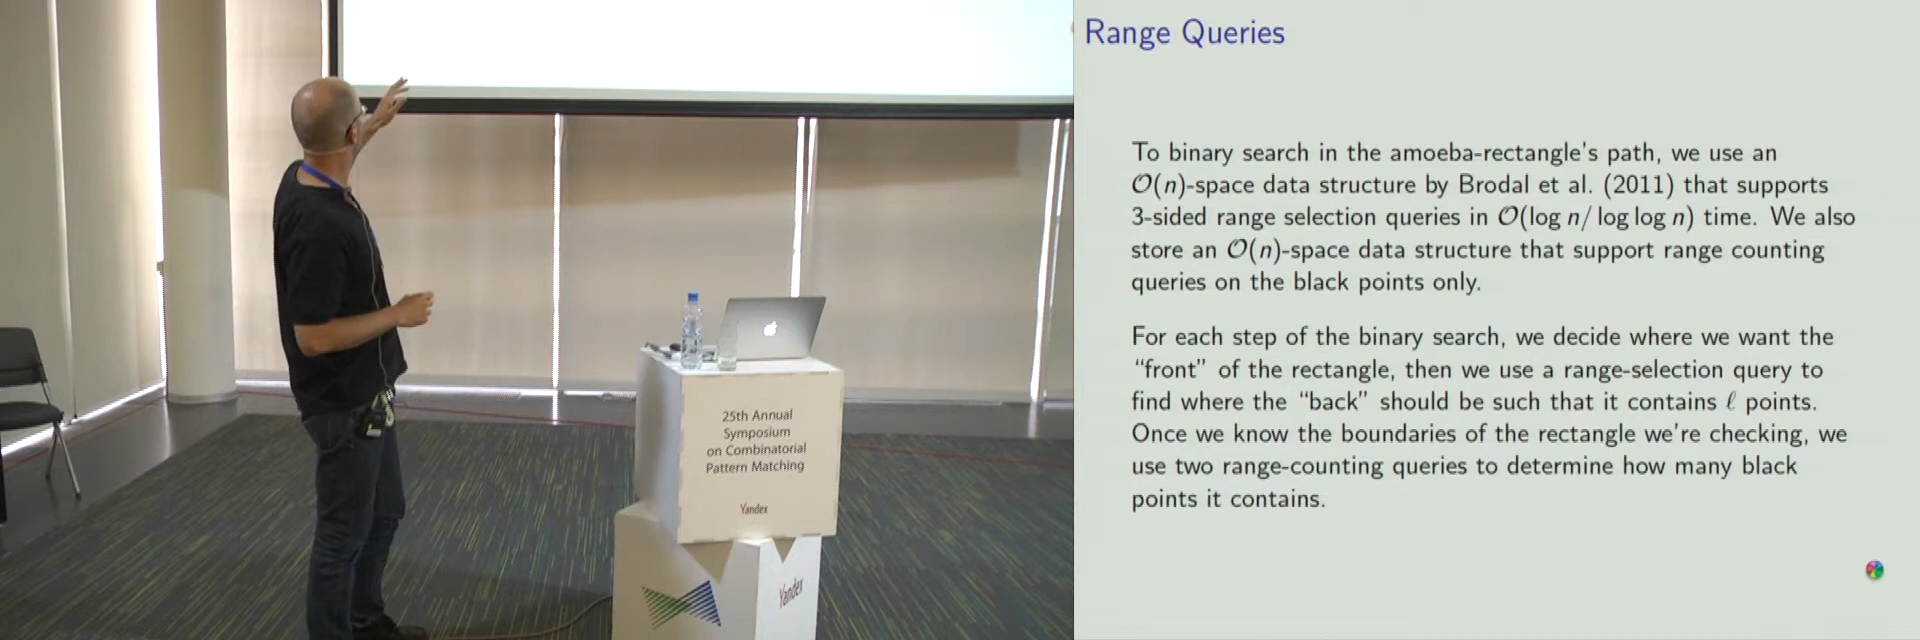 25th Annual
Symposium
on Combinatorial
Pattern Matching
Yandex
Yandex
Range Queries
To binary search in the amoeba-rectangle's path, we use an
𝒪(n)-space data structure by Brodal et al. (2011) that supports
3-sided range selection queries in 𝒪(log n/ log log n) time. We also
store an 𝒪(n)-space data structure that support range counting
queries on the black points only.
For each step of the binary search, we decide where we want the
“front” of the rectangle, then we use a range-selection query to
find where the “back” should be such that it contains ℓ points.
Once we know the boundaries of the rectangle we're checking, we
use two range-counting queries to determine how many black
points it contains.